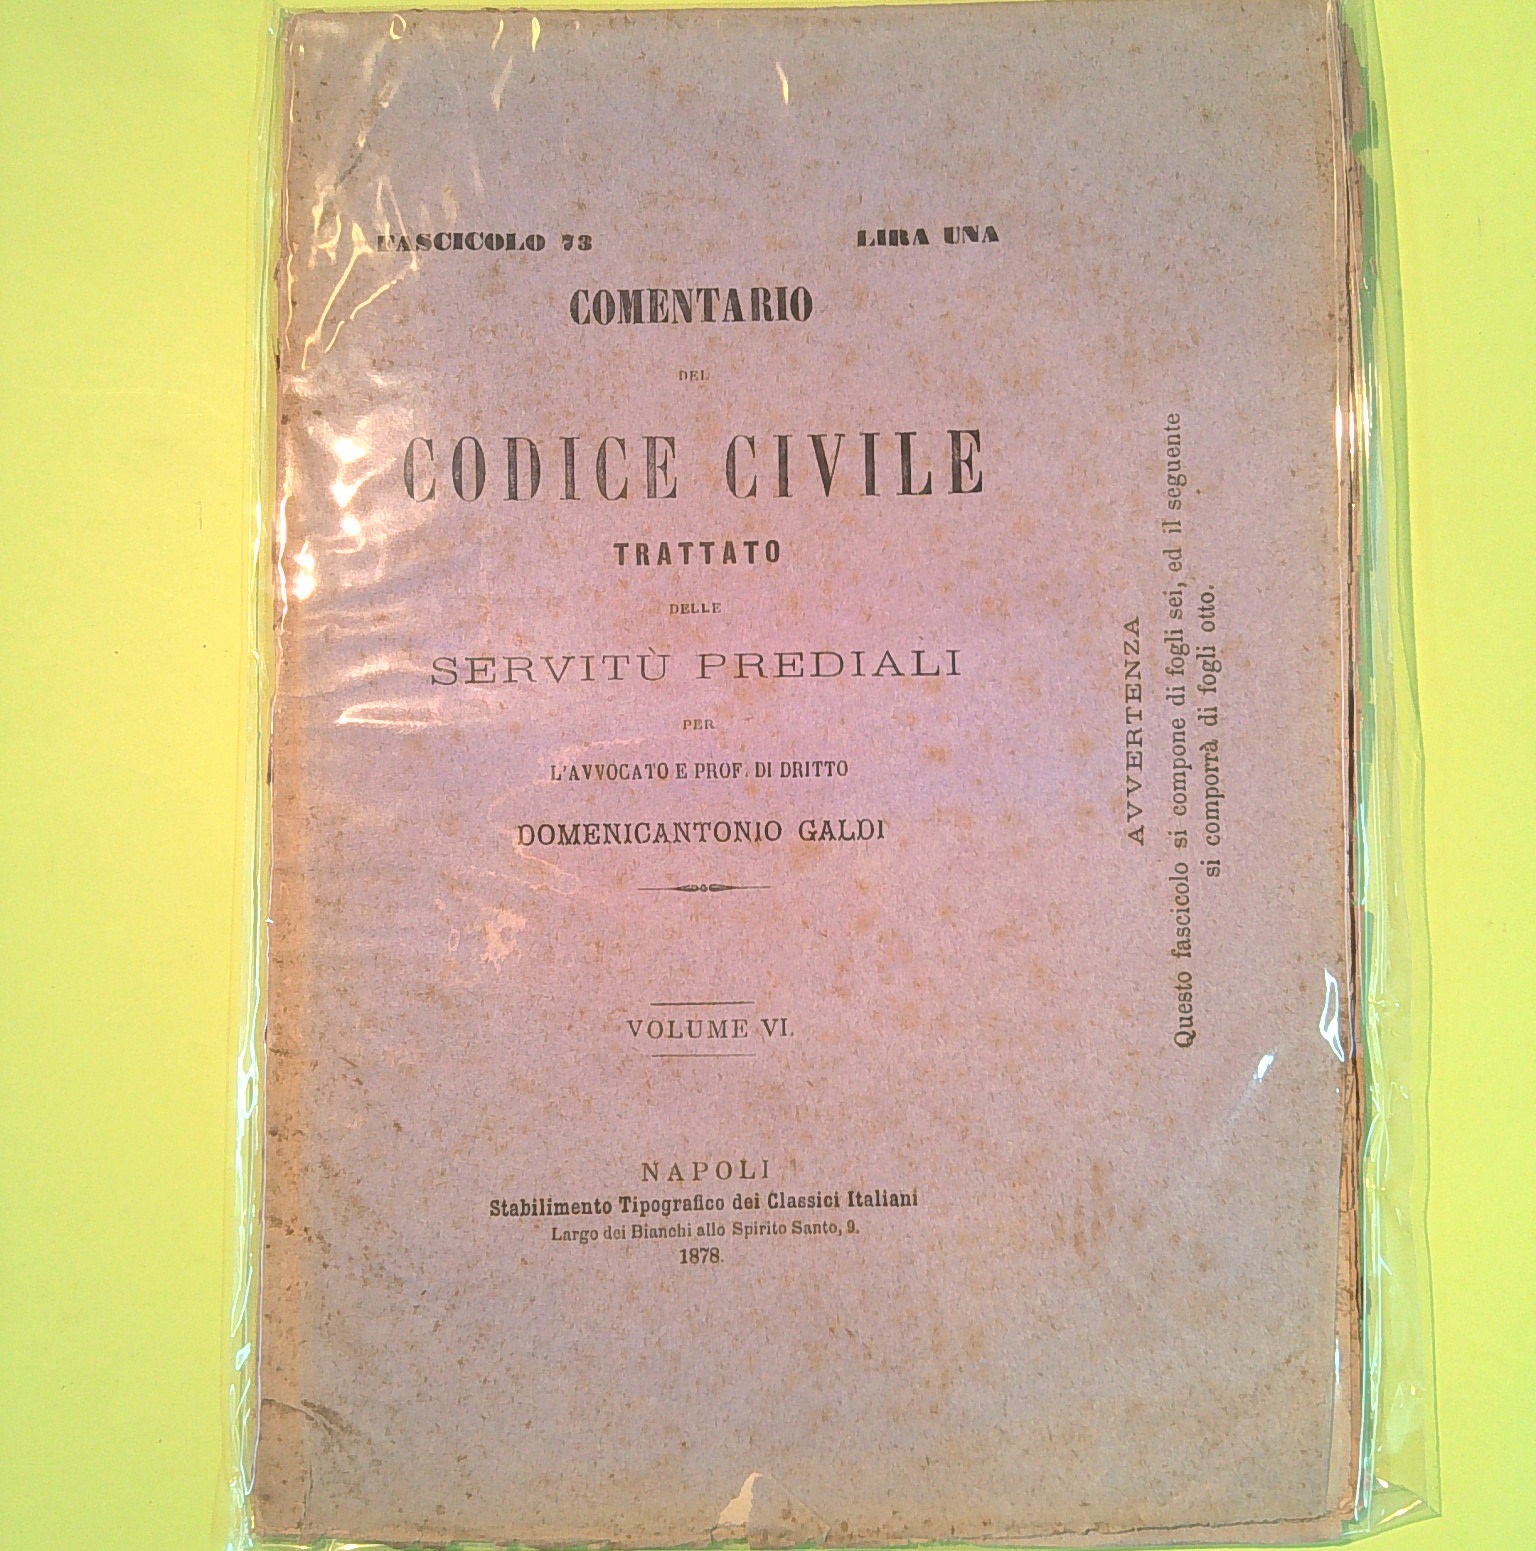 FASCICOLO 73
LIRA UNA
COMENTARIO
DEL
CODICE CIVILE
TRATTATO
DELLE
SERVITÙ PREDIALI
PER
L'AVVOCATO E PROF. DI DRITTO
DOMENICANTONIO GALDI
VOLUME VI.
NAPOLI
Stabilimento Tipografico dei Classici Italiani
Largo dei Bianchi allo Spirito Santo, 9.
1878.
AVVERTENZA
Questo fascicolo si compone di fogli sei, ed il seguente
si comporrà di fogli otto.